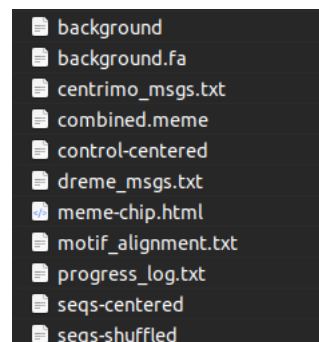 background
background.fa
centrimo_msgs.txt
combined.meme
control-centered
dreme_msgs.txt
meme-chip.html
motif_alignment.txt
progress_log.txt
seqs-centered
seqs-shuffled